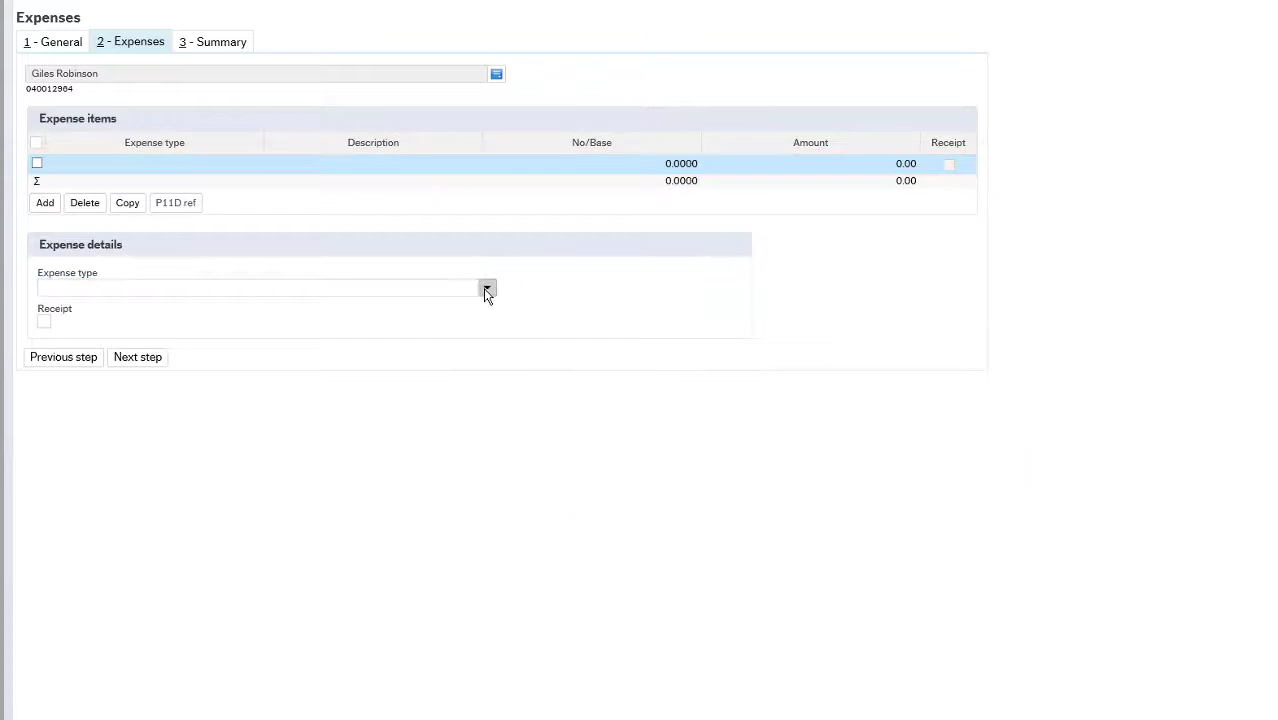 Expenses
1 - General 2 - Expenses 3 - Summary
Giles Robinson
040012964
Expense items
Expense type Description No/Base Amount Receipt
0.0000 0.00
Σ 0.0000 0.00
Add Delete Copy P11D ref
Expense details
Expense type
Receipt
Previous step Next step